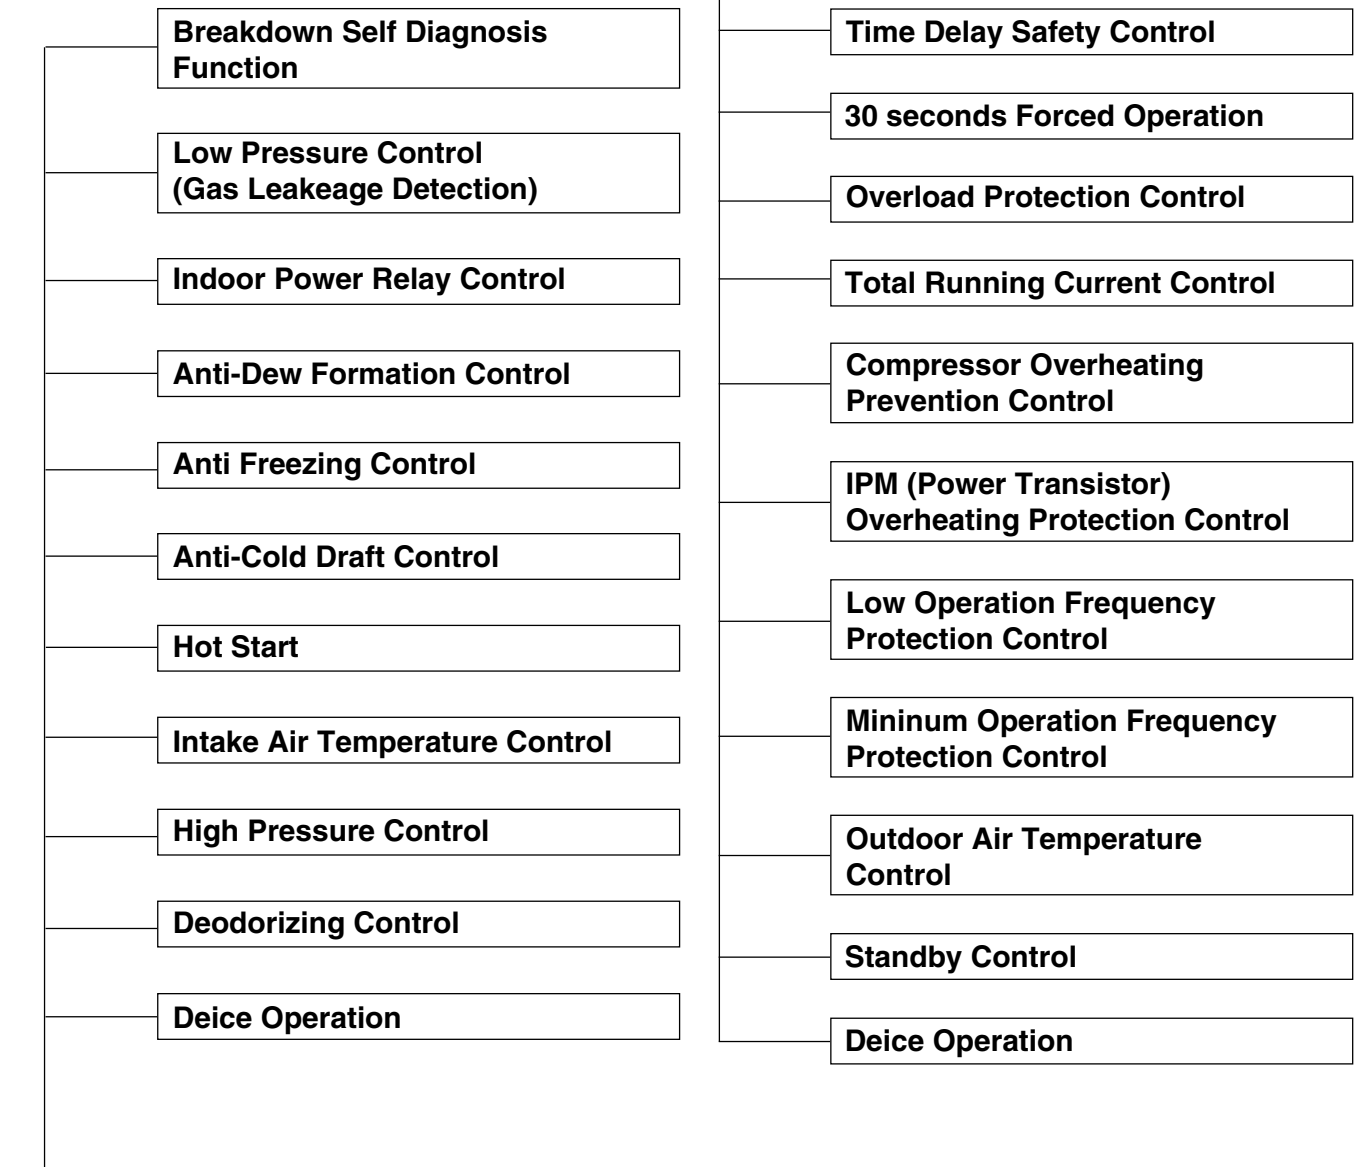 Breakdown Self Diagnosis
Function
Low Pressure Control
(Gas Leakeage Detection)
Indoor Power Relay Control
Anti-Dew Formation Control
Anti Freezing Control
Anti-Cold Draft Control
Hot Start
Intake Air Temperature Control
High Pressure Control
Deodorizing Control
Deice Operation
Time Delay Safety Control
30 seconds Forced Operation
Overload Protection Control
Total Running Current Control
Compressor Overheating
Prevention Control
IPM (Power Transistor)
Overheating Protection Control
Low Operation Frequency
Protection Control
Mininum Operation Frequency
Protection Control
Outdoor Air Temperature
Control
Standby Control
Deice Operation